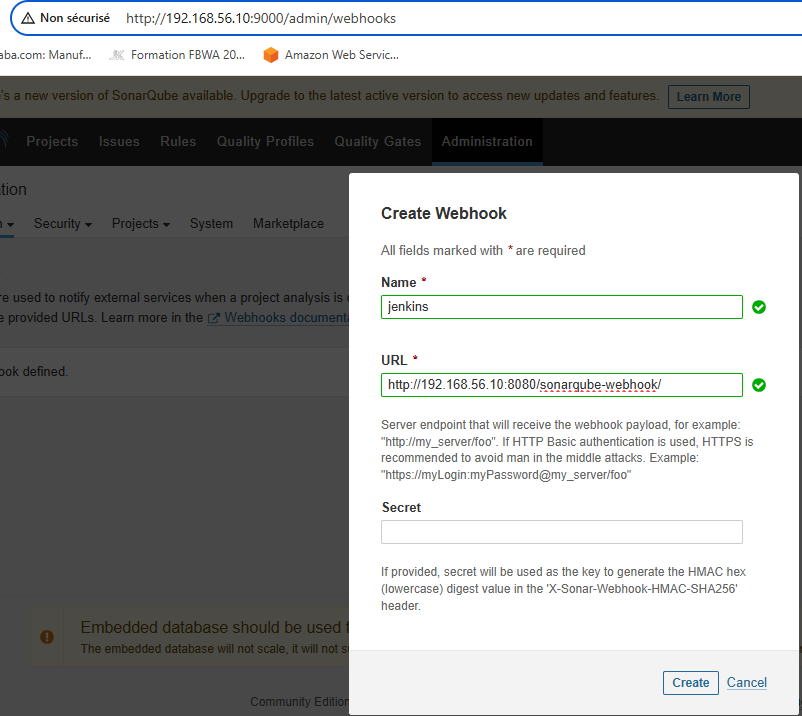 Non sécurisé http://192.168.56.10:9000/admin/webhooks
aba.com: Manuf... Formation FBWA 20... Amazon Web Servic...
's a new version of SonarQube available. Upgrade to the latest active version to access new updates and features. Learn More
Projects Issues Rules Quality Profiles Quality Gates Administration
tion
n Security Projects System Marketplace
re used to notify external services when a project analysis is
e provided URLs. Learn more in the Webhooks documenta
ook defined.
Create Webhook
All fields marked with * are required
Name *
jenkins
URL *
http://192.168.56.10:8080/sonarqube-webhook/
Server endpoint that will receive the webhook payload, for example:
"http://my_server/foo". If HTTP Basic authentication is used, HTTPS is
recommended to avoid man in the middle attacks. Example:
"https://myLogin:myPassword@my_server/foo"
Secret
If provided, secret will be used as the key to generate the HMAC hex
(lowercase) digest value in the 'X-Sonar-Webhook-HMAC-SHA256'
header.
Embedded database should be used f
The embedded database will not scale, it will not su
Create Cancel
Community Edition